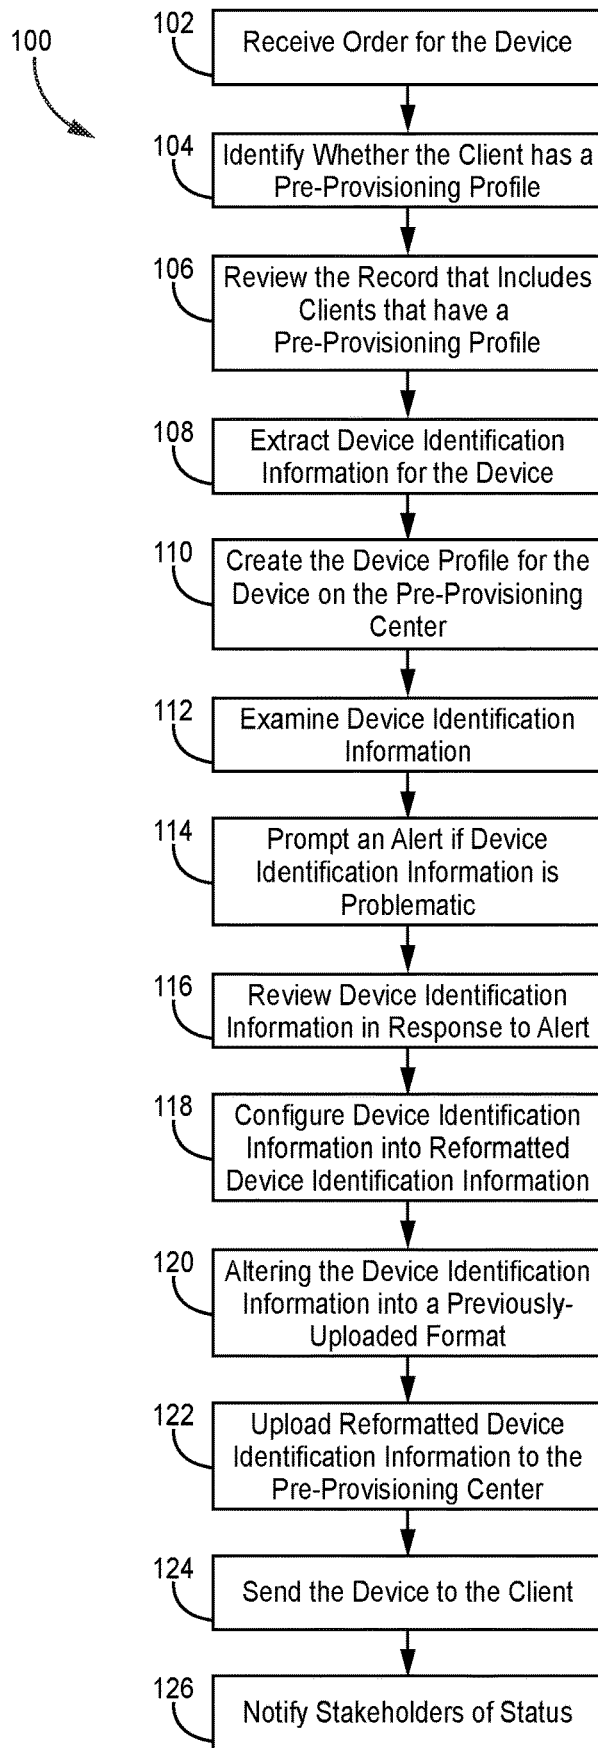 100
102
Receive Order for the Device
104
Identify Whether the Client has a
Pre-Provisioning Profile
106
Review the Record that Includes
Clients that have a
Pre-Provisioning Profile
108
Extract Device Identification
Information for the Device
110
Create the Device Profile for the
Device on the Pre-Provisioning
Center
112
Examine Device Identification
Information
114
Prompt an Alert if Device
Identification Information is
Problematic
116
Review Device Identification
Information in Response to Alert
118
Configure Device Identification
Information into Reformatted
Device Identification Information
120
Altering the Device Identification
Information into a Previously-
Uploaded Format
122
Upload Reformatted Device
Identification Information to the
Pre-Provisioning Center
124
Send the Device to the Client
126
Notify Stakeholders of Status